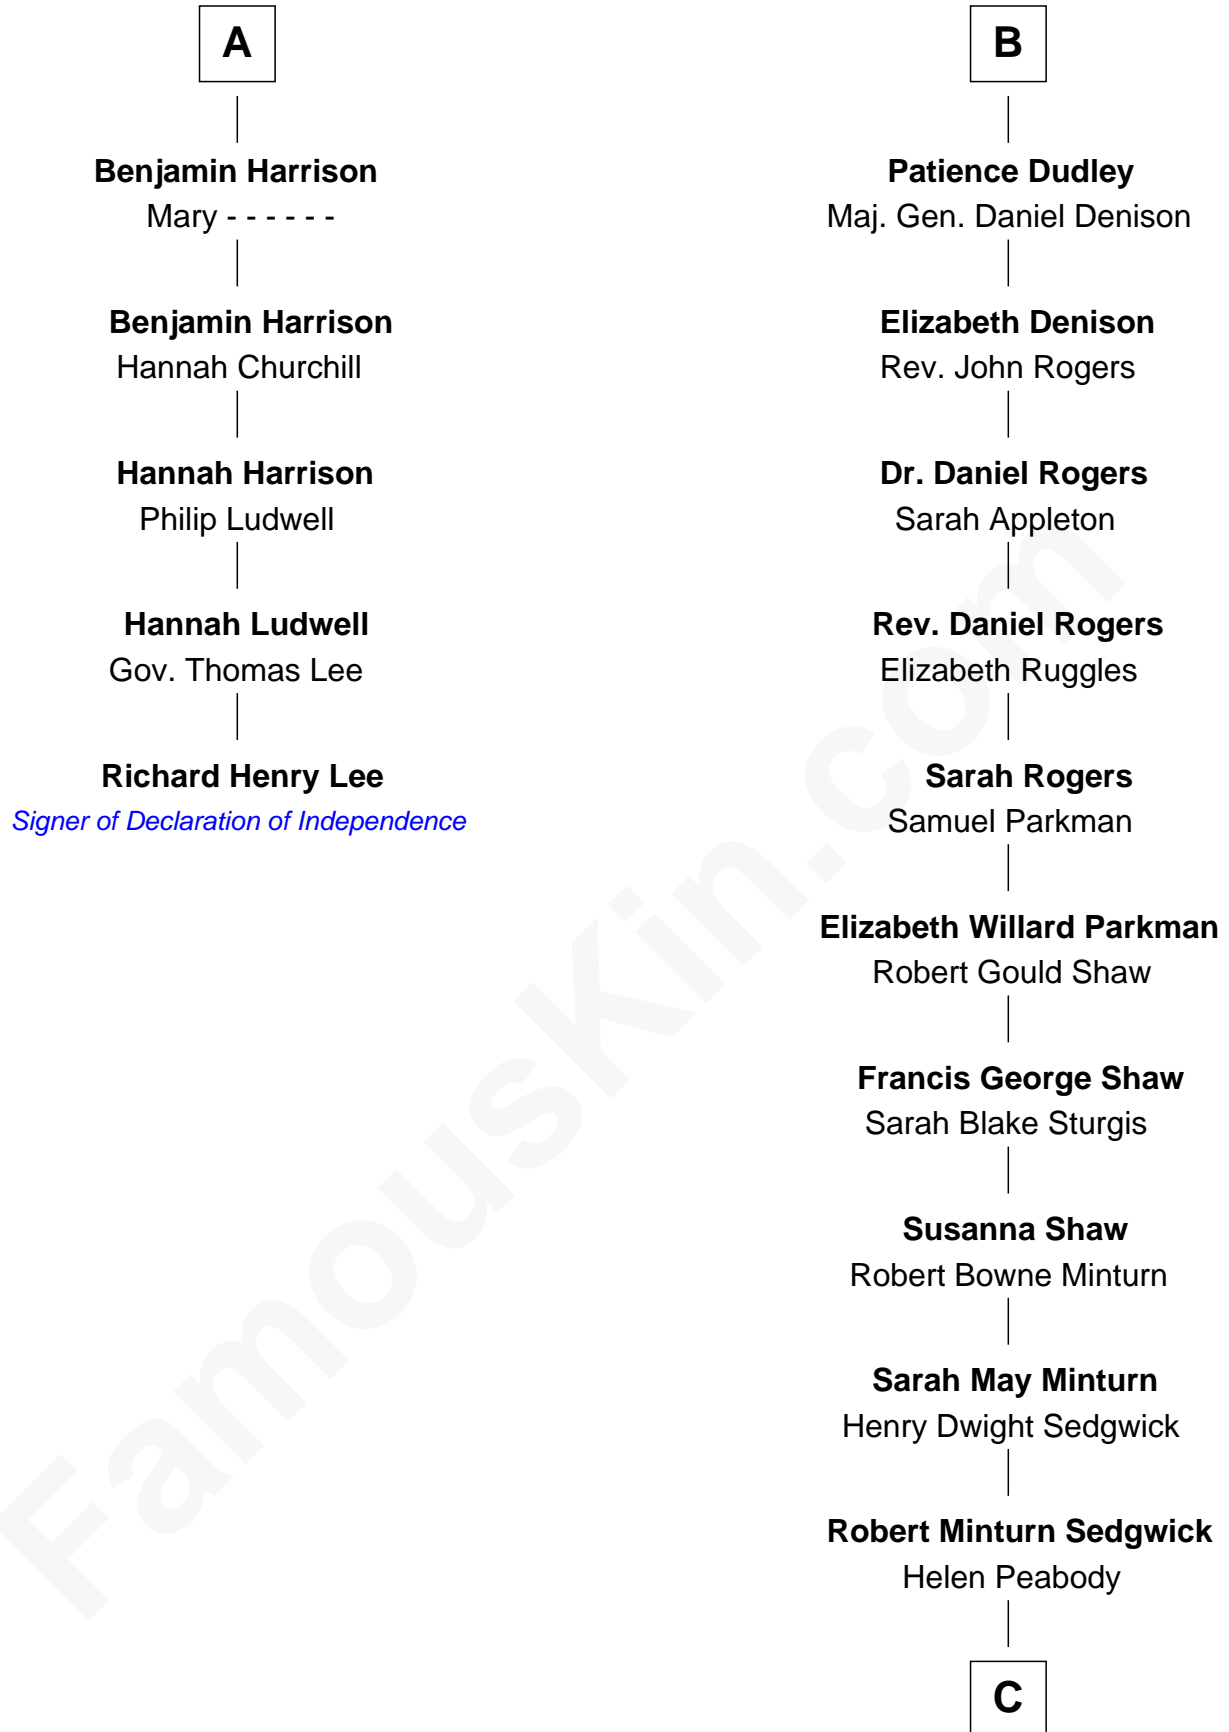 A
Benjamin Harrison
Mary - - - - - -
Benjamin Harrison
Hannah Churchill
Hannah Harrison
Philip Ludwell
Hannah Ludwell
Gov. Thomas Lee
Richard Henry Lee
Signer of Declaration of Independence
B
Patience Dudley
Maj. Gen. Daniel Denison
Elizabeth Denison
Rev. John Rogers
Dr. Daniel Rogers
Sarah Appleton
Rev. Daniel Rogers
Elizabeth Ruggles
Sarah Rogers
Samuel Parkman
Elizabeth Willard Parkman
Robert Gould Shaw
Francis George Shaw
Sarah Blake Sturgis
Susanna Shaw
Robert Bowne Minturn
Sarah May Minturn
Henry Dwight Sedgwick
Robert Minturn Sedgwick
Helen Peabody
C
FamousKin.com